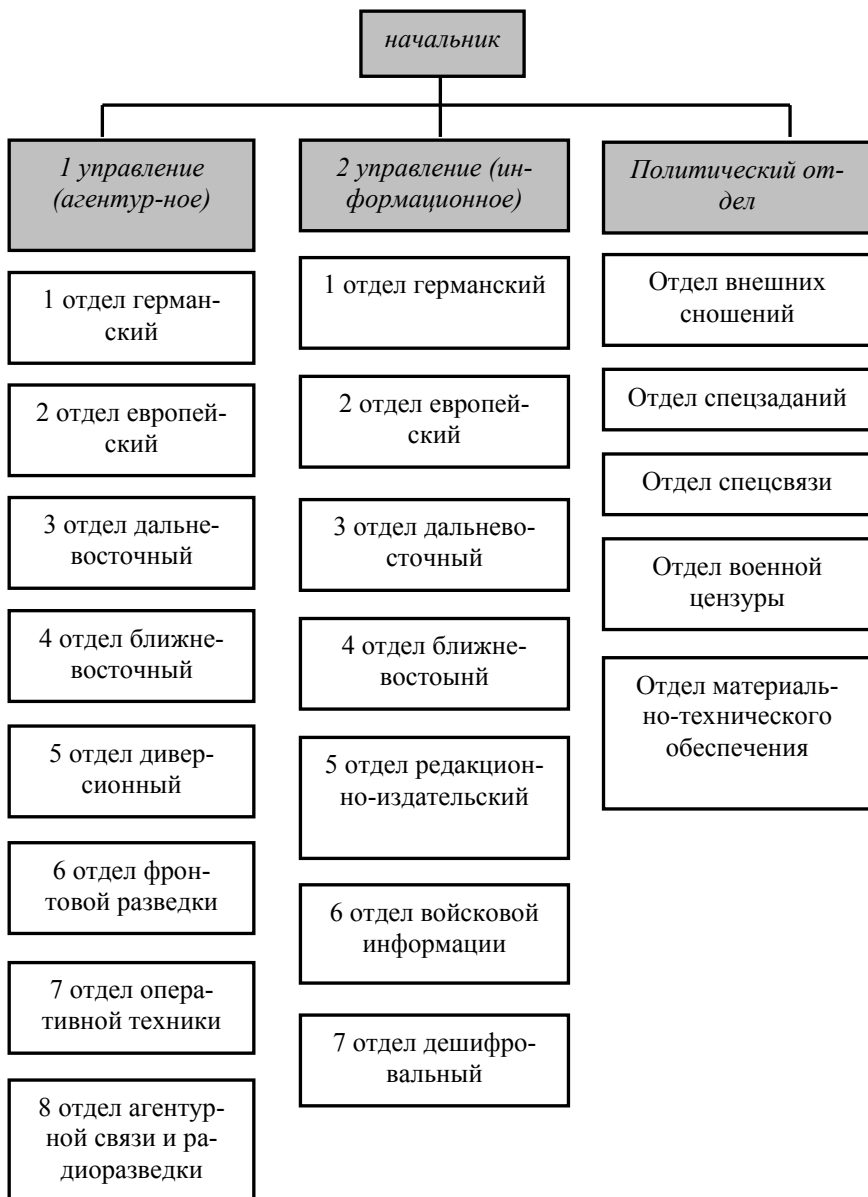 начальник
1 управление
(агентур-ное)
1 отдел герман-
ский
2 отдел европей-
ский
3 отдел дальне-
восточный
4 отдел ближне-
восточный
5 отдел дивер-
сионный
6 отдел фрон-
товой разведки
7 отдел опера-
тивной техники
8 отдел агентур-
ной связи и ра-
диоразведки
2 управление (ин-
формационное)
1 отдел германский
2 отдел европей-
ский
3 отдел дальнево-
сточный
4 отдел ближне-
востоынй
5 отдел редакцион-
но-издательский
6 отдел войсковой
информации
7 отдел дешифро-
вальный
Политический от-
дел
Отдел внешних
сношений
Отдел спецзаданий
Отдел спецсвязи
Отдел военной
цензуры
Отдел материаль-
но-технического
обеспечения